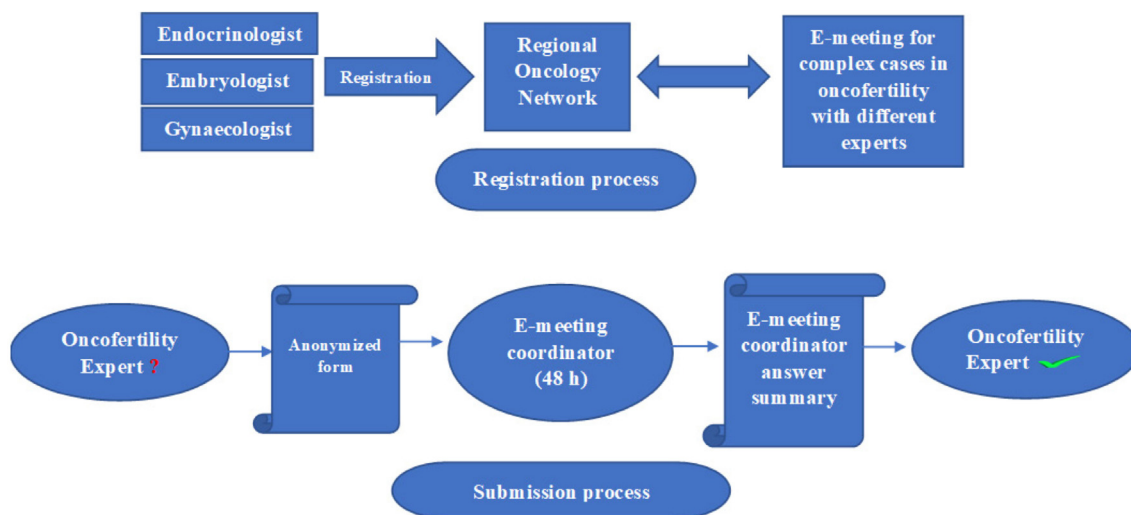 Endocrinologist
Embryologist
Gynaecologist
Registration
Regional
Oncology
Network
E-meeting for
complex cases in
oncofertility
with different
experts
Registration process
Oncofertility
Expert ?
Anonymized
form
E-meeting
coordinator
(48 h)
E-meeting
coordinator
answer
summary
Oncofertility
Expert
Submission process